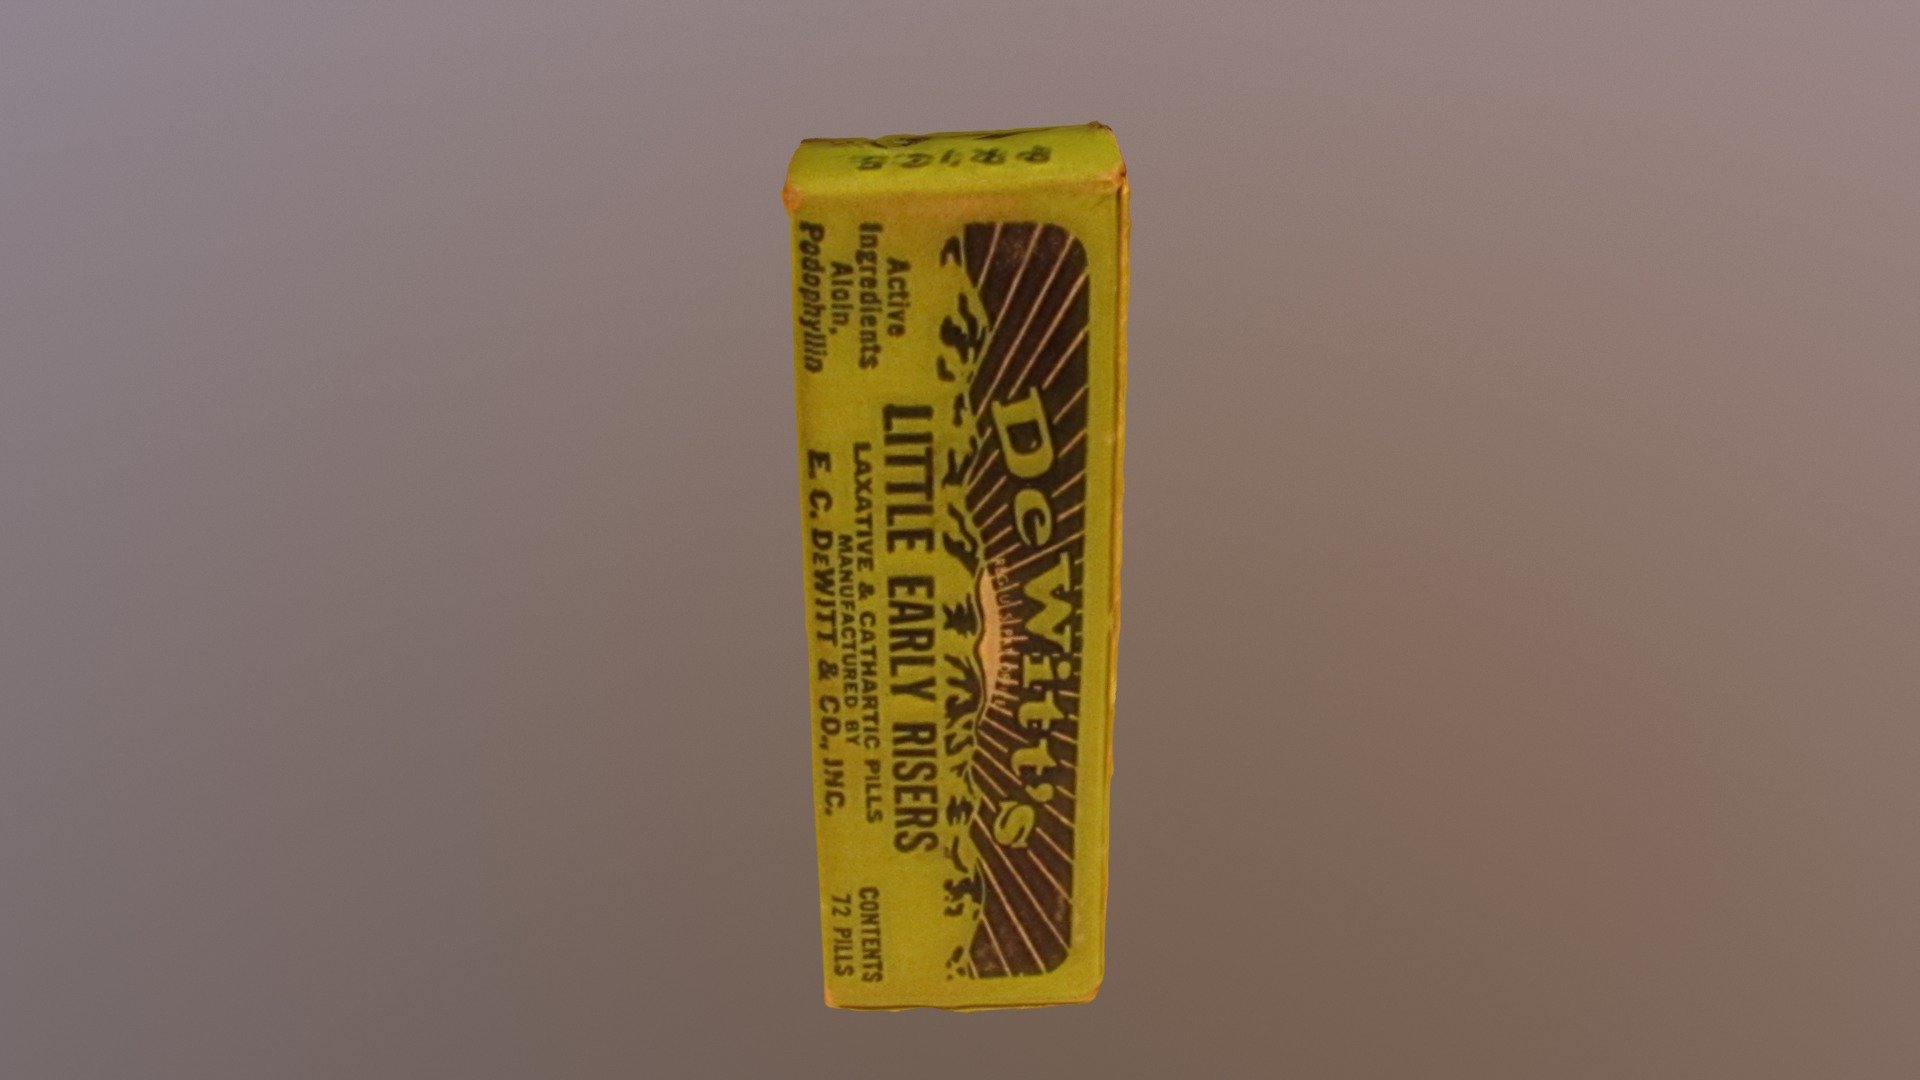 DeWitt's
LITTLE EARLY RISERS
Active
Ingredients
Aloin,
Podophyllin
LAXATIVE & CATHARTIC PILLS
MANUFACTURED BY
E. C. DEWITT & CO., INC.
CONTENTS
72 PILLS